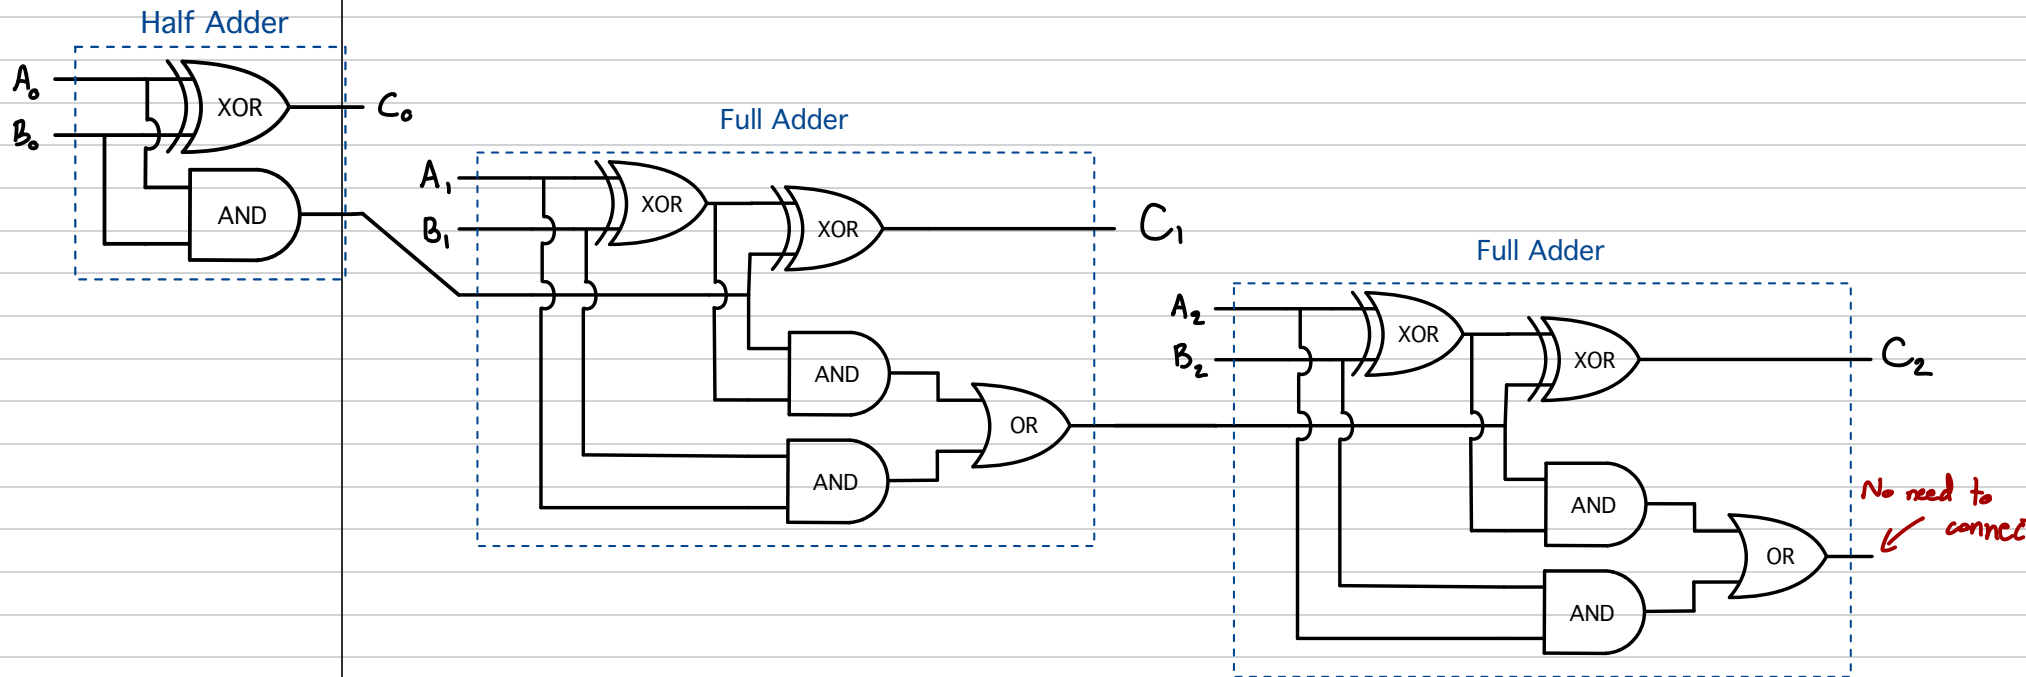 Half Adder
A₀
B₀
XOR
C₀
AND
Full Adder
A₁
B₁
XOR
XOR
C₁
AND
AND
OR
Full Adder
A₂
B₂
XOR
XOR
C₂
AND
AND
OR
No need to
connec